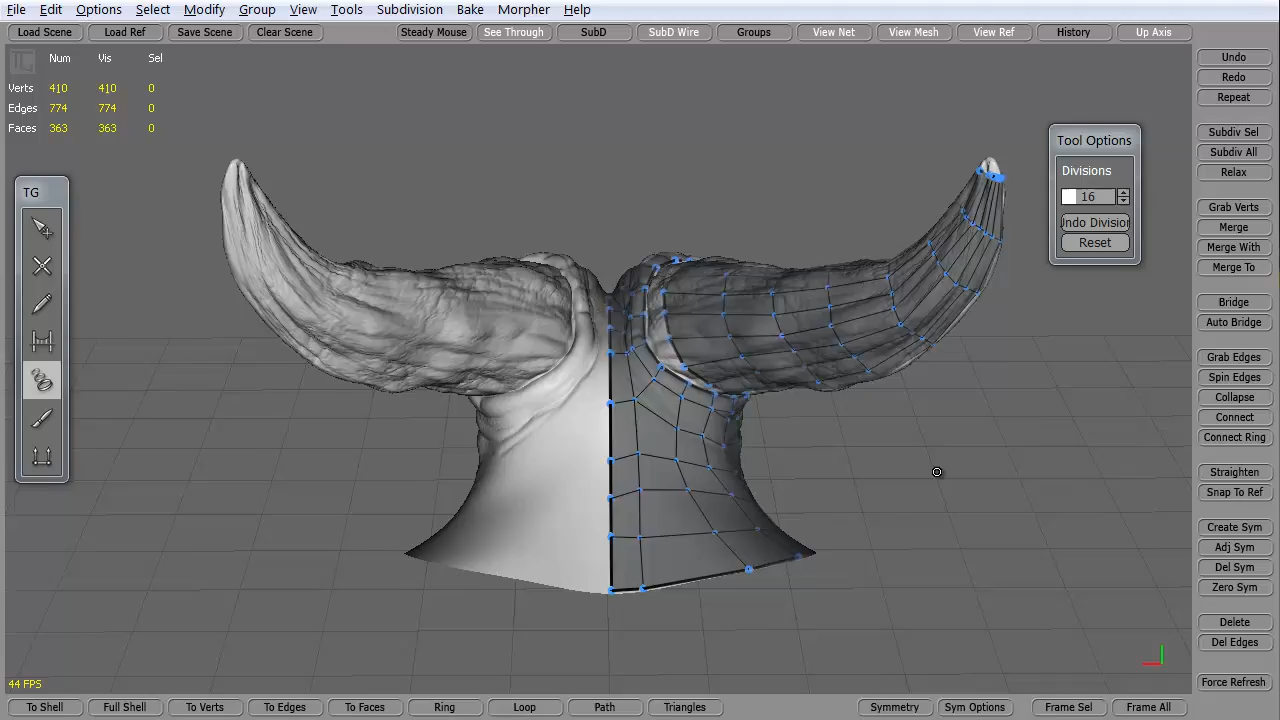 File Edit Options Select Modify Group View Tools Subdivision Bake Morpher Help
Load Scene Load Ref Save Scene Clear Scene Steady Mouse See Through SubD SubD Wire Groups View Net View Mesh View Ref History Up Axis
TG
Num Vis Sel
Verts 410 410 0
Edges 774 774 0
Faces 363 363 0
TG
Tool Options
Divisions
16
Undo Division
Reset
Undo
Redo
Repeat
Subdiv Sel
Subdiv All
Relax
Grab Verts
Merge
Merge With
Merge To
Bridge
Auto Bridge
Grab Edges
Spin Edges
Collapse
Connect
Connect Ring
Straighten
Snap To Ref
Create Sym
Adj Sym
Del Sym
Zero Sym
Delete
Del Edges
Force Refresh
44 FPS
To Shell Full Shell To Verts To Edges To Faces Ring Loop Path Triangles Symmetry Sym Options Frame Sel Frame All